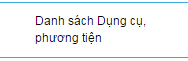 Danh sách Dụng cụ,
phương tiện